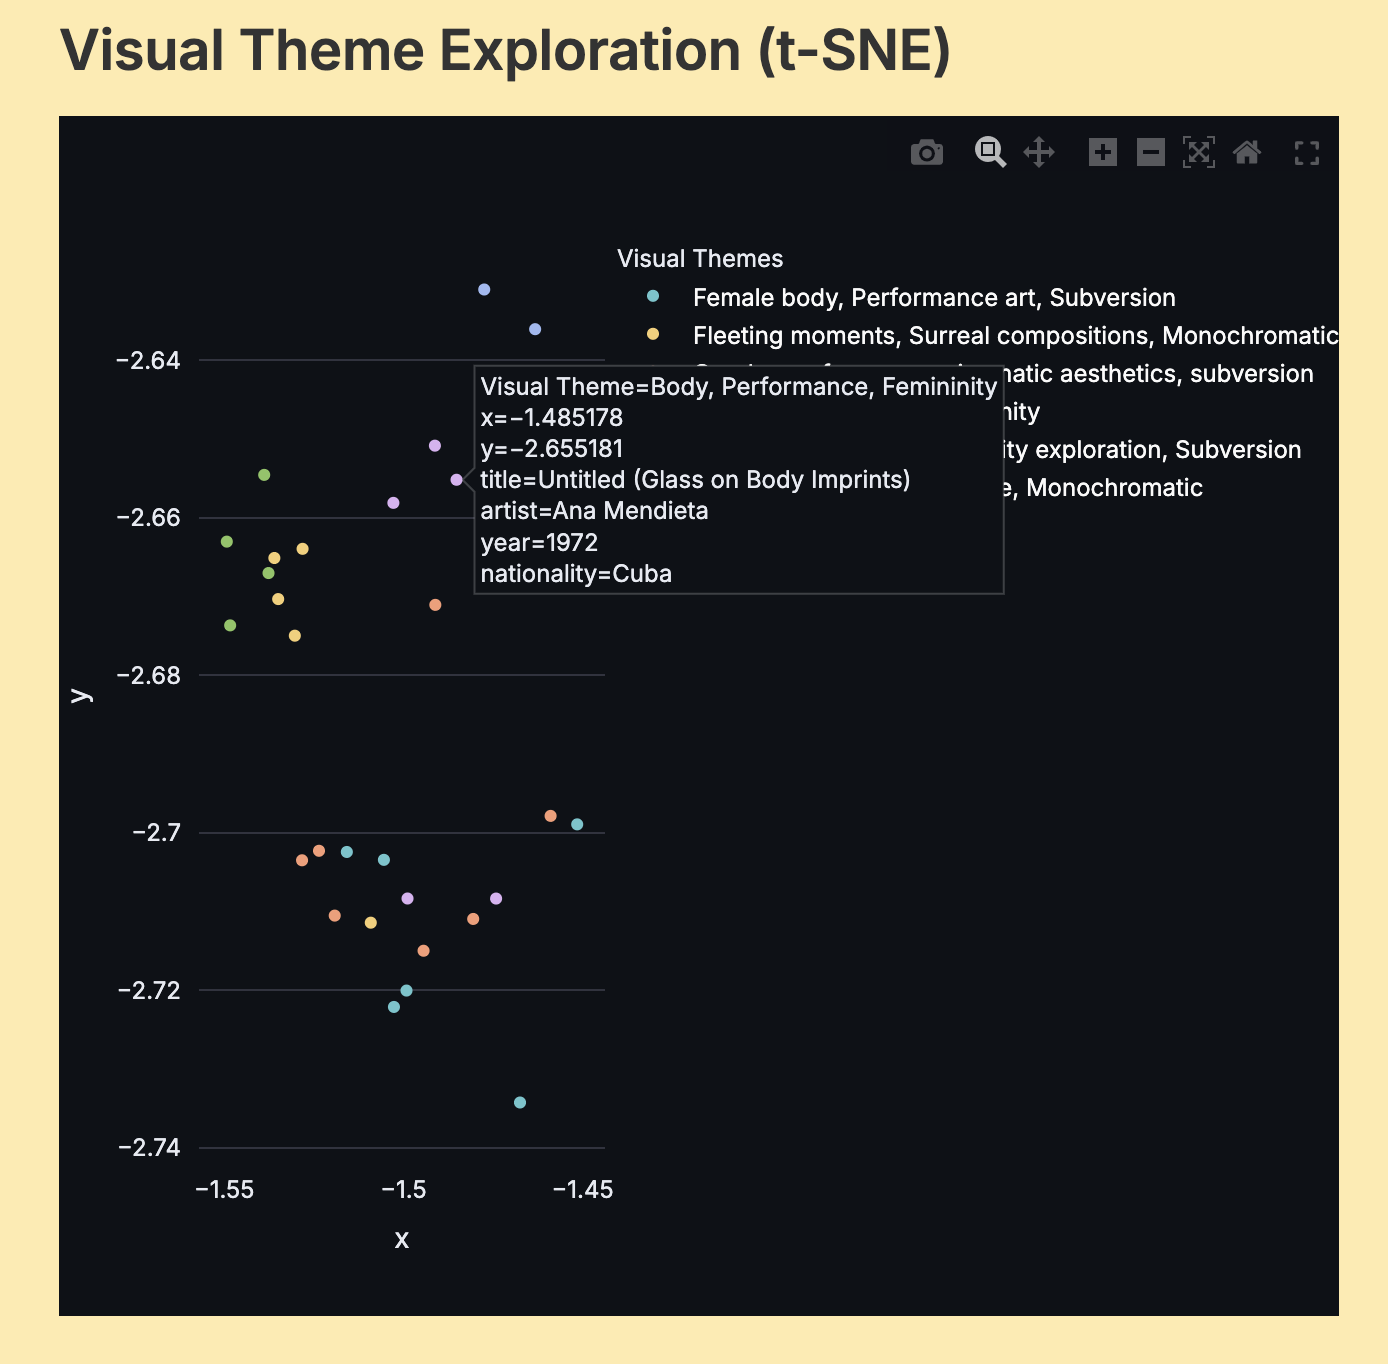 Visual Theme Exploration (t-SNE)
Visual Themes
Female body, Performance art, Subversion
Fleeting moments, Surreal compositions, Monochromatic
aesthetics, subversion
exploration, Subversion
Monochromatic
Visual Theme=Body, Performance, Femininity
x=−1.485178
y=−2.655181
title=Untitled (Glass on Body Imprints)
artist=Ana Mendieta
year=1972
nationality=Cuba
−2.64
−2.66
−2.68
−2.7
−2.72
−2.74
y
−1.55 −1.5 −1.45
x